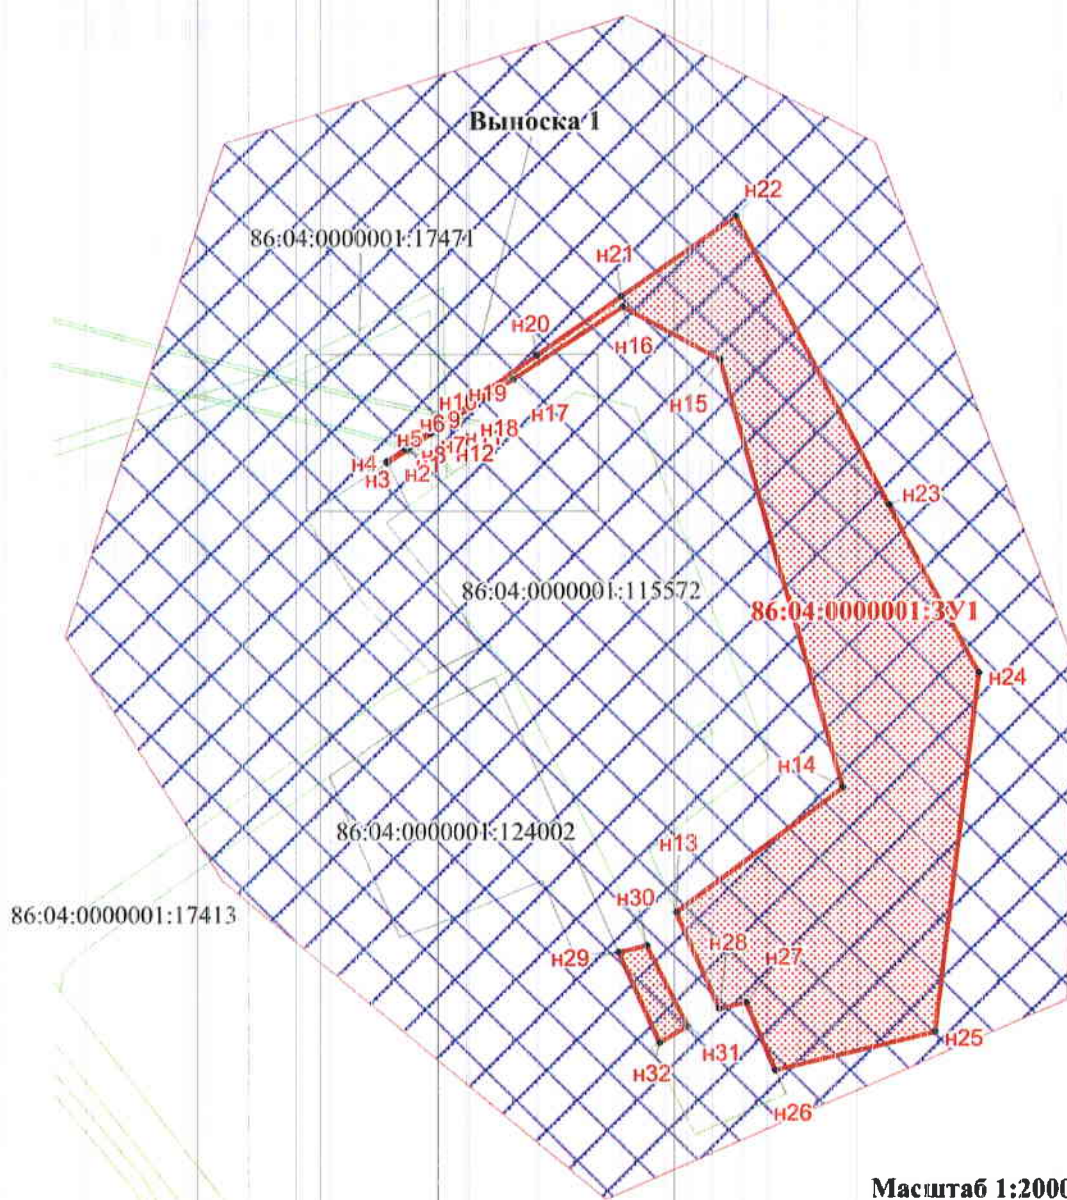 Выноска 1
н22
86:04:0000001:17471
н21
н20
н16
н15
н19
н17
н6
н5
н18
н12
н4
н3
н23
86:04:0000001:115572
86:04:0000001:ЗУ1
н24
н14
86:04:0000001:124002
н13
н30
86:04:0000001:17413
н28
н27
н29
н31
н25
н32
н26
Масштаб 1:2000